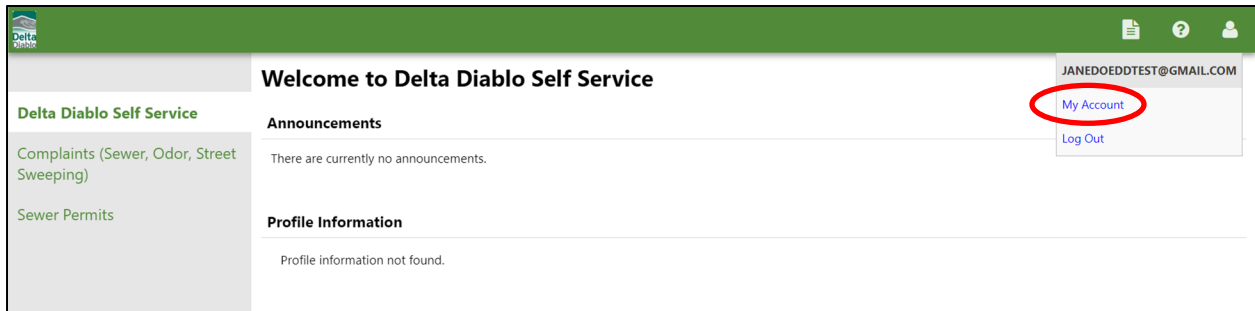 Delta
Diablo
JANEDOEDDTEST@GMAIL.COM
My Account
Log Out
Welcome to Delta Diablo Self Service
Delta Diablo Self Service
Complaints (Sewer, Odor, Street
Sweeping)
Sewer Permits
Announcements
There are currently no announcements.
Profile Information
Profile information not found.